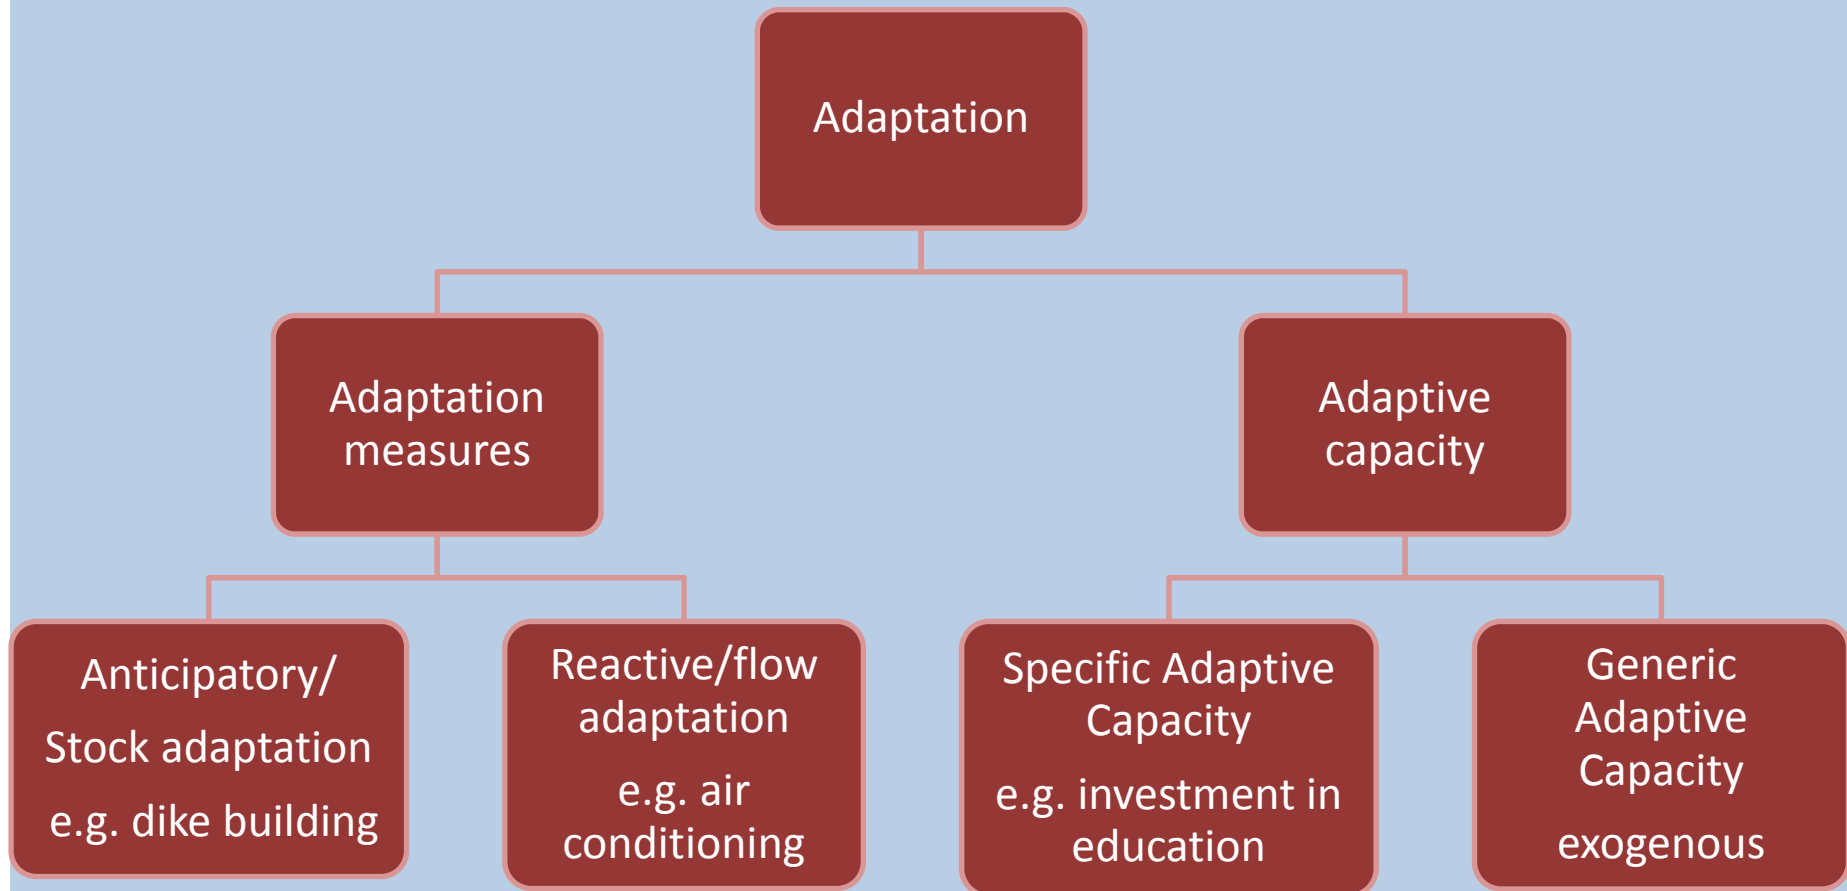 Adaptation
Adaptation
measures
Adaptive
capacity
Anticipatory/
Stock adaptation
e.g. dike building
Reactive/flow
adaptation
e.g. air
conditioning
Specific Adaptive
Capacity
e.g. investment in
education
Generic
Adaptive
Capacity
exogenous